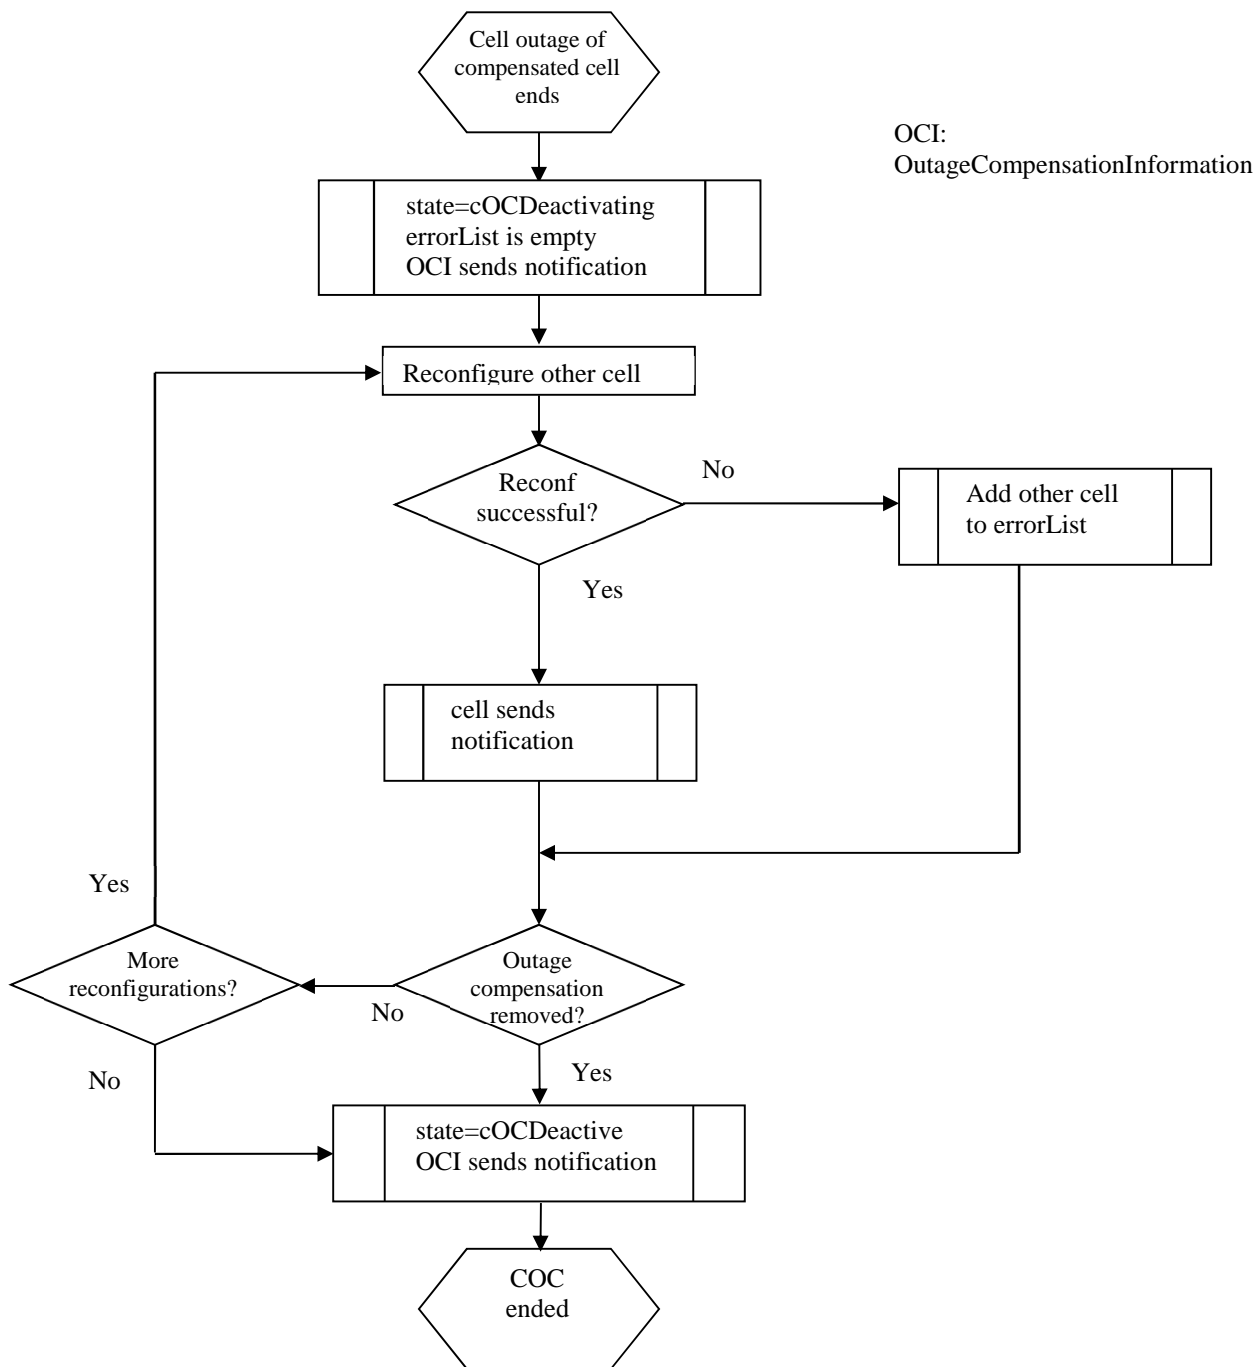 Cell outage of
compensated cell
ends
OCI:
OutageCompensationInformation
state=cOCDeactivating
errorList is empty
OCI sends notification
Reconfigure other cell
Reconf
successful?
No
Add other cell
to errorList
Yes
cell sends
notification
Yes
More
reconfigurations?
No
Outage
compensation
removed?
No
Yes
state=cOCDeactive
OCI sends notification
COC
ended